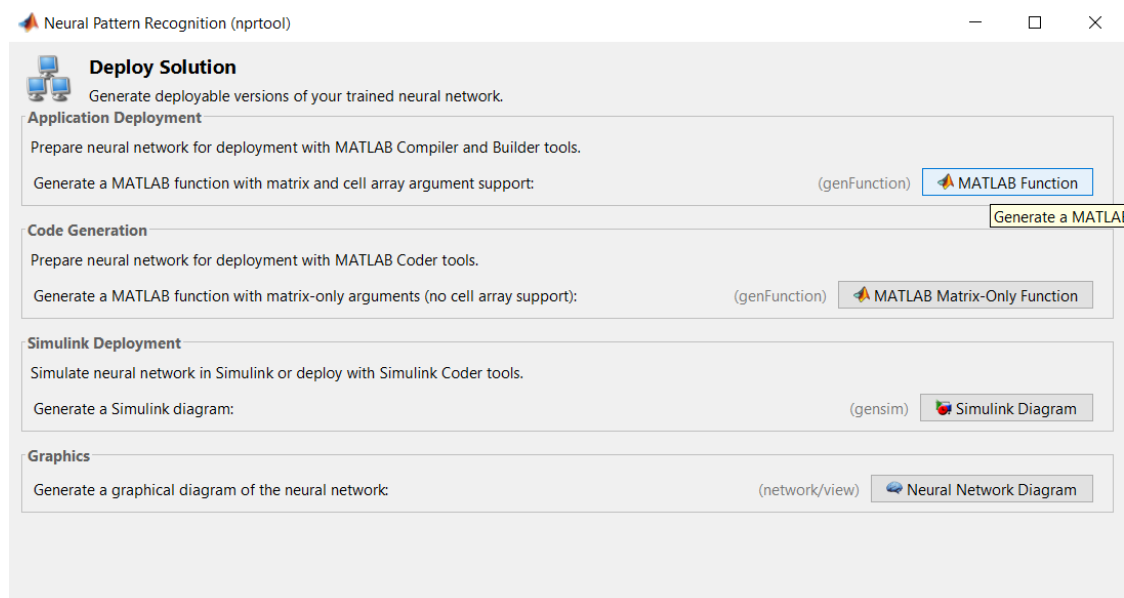 Neural Pattern Recognition (nprtool)
Deploy Solution
Generate deployable versions of your trained neural network.
Application Deployment
Prepare neural network for deployment with MATLAB Compiler and Builder tools.
Generate a MATLAB function with matrix and cell array argument support: (genFunction) MATLAB Function
Generate a MATLAB
Code Generation
Prepare neural network for deployment with MATLAB Coder tools.
Generate a MATLAB function with matrix-only arguments (no cell array support): (genFunction) MATLAB Matrix-Only Function
Simulink Deployment
Simulate neural network in Simulink or deploy with Simulink Coder tools.
Generate a Simulink diagram: (gensim) Simulink Diagram
Graphics
Generate a graphical diagram of the neural network: (network/view) Neural Network Diagram